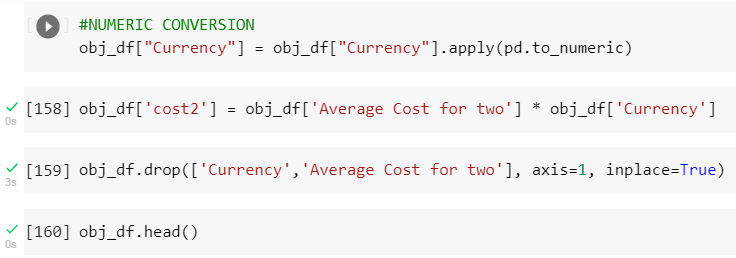 #NUMERIC CONVERSION
obj_df["Currency"] = obj_df["Currency"].apply(pd.to_numeric)
0s
[158] obj_df['cost2'] = obj_df['Average Cost for two'] * obj_df['Currency']
3s
[159] obj_df.drop(['Currency','Average Cost for two'], axis=1, inplace=True)
0s
[160] obj_df.head()